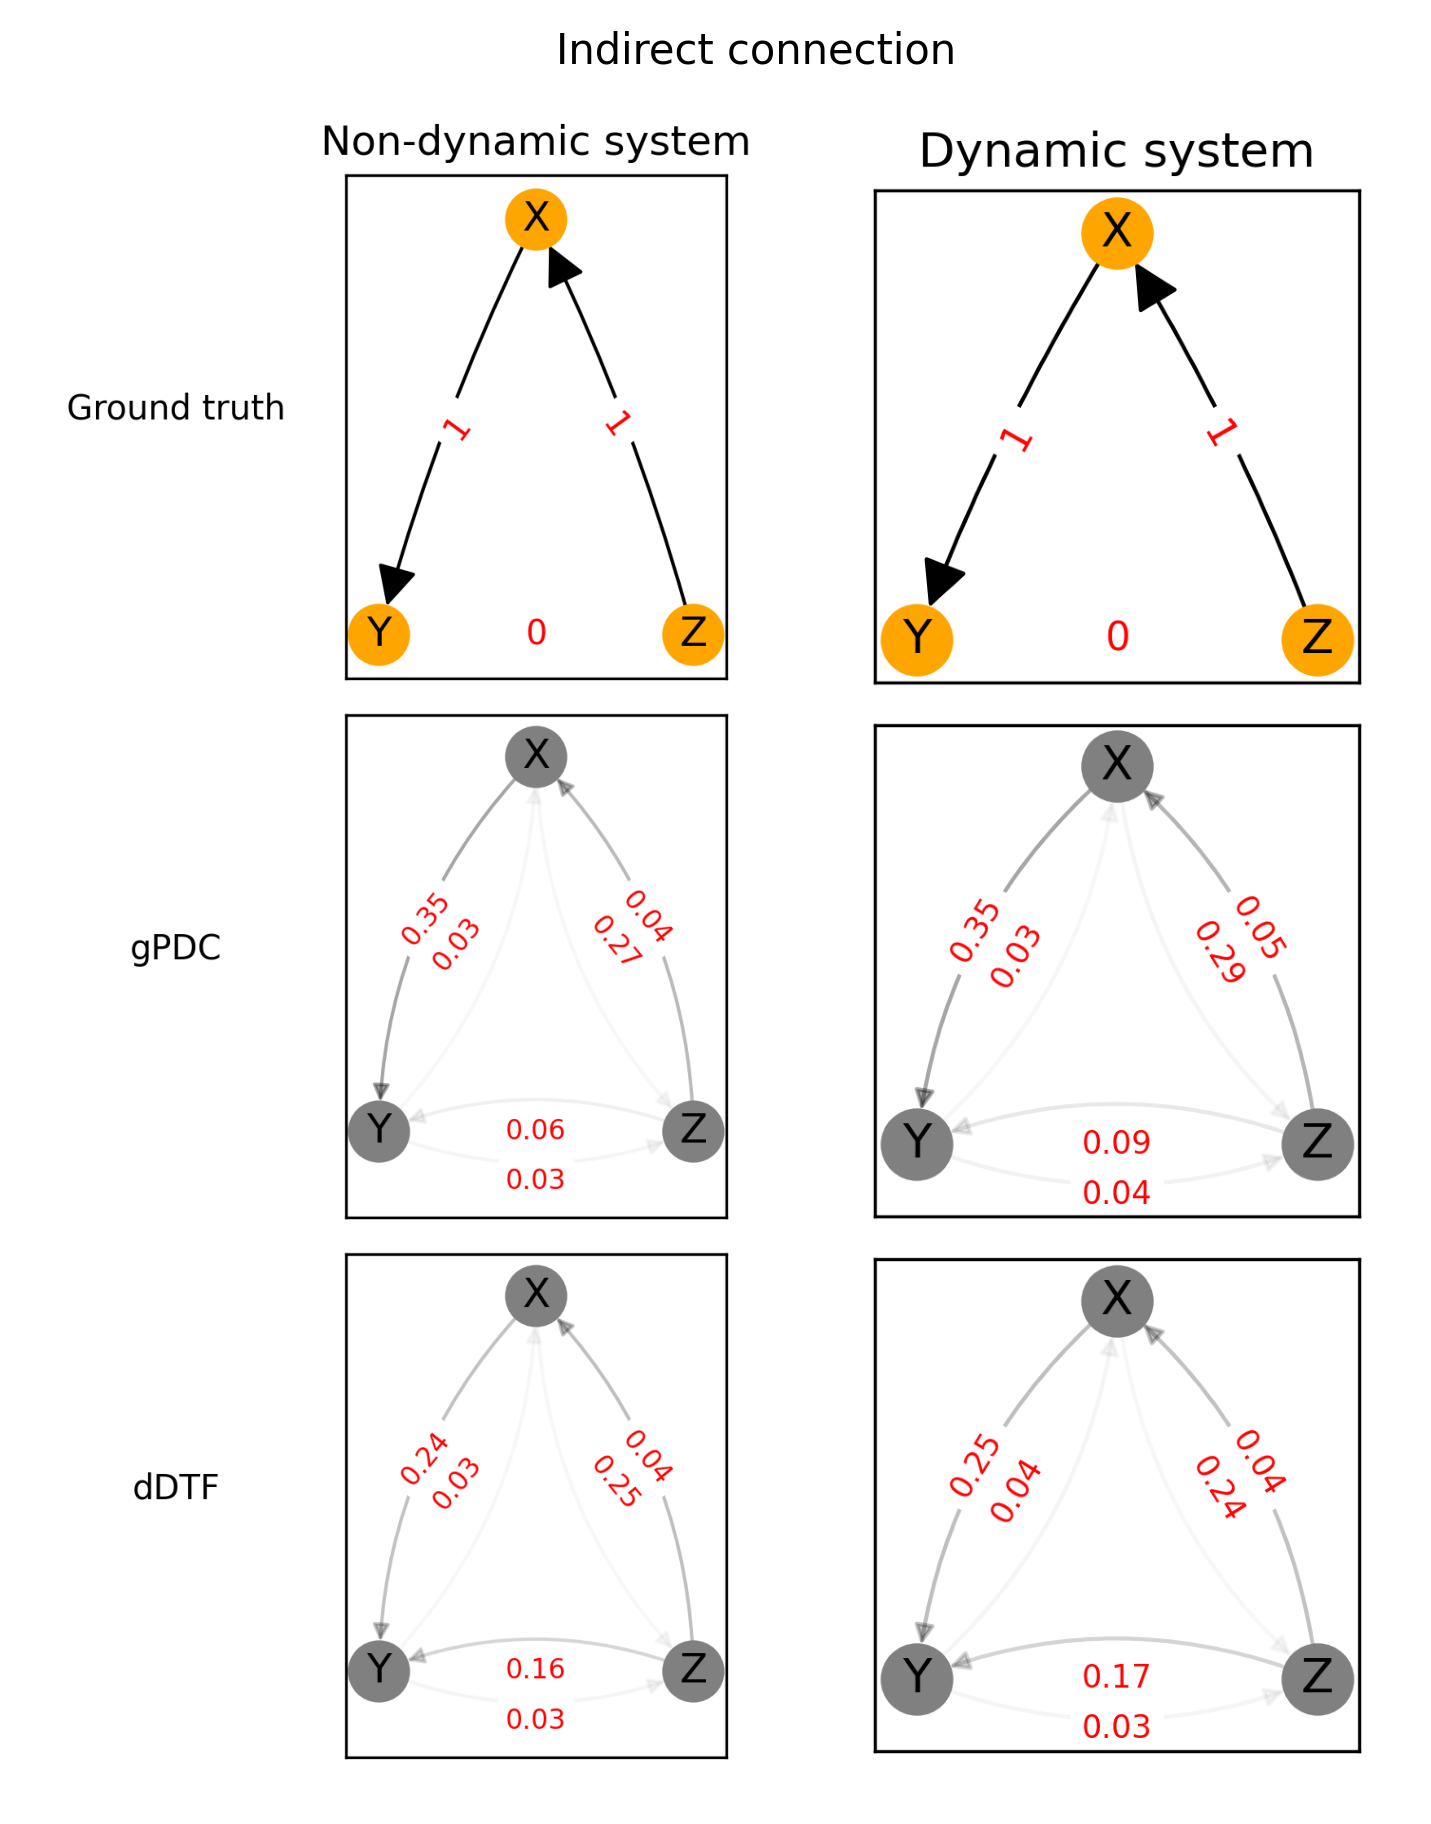 Indirect connection
Non-dynamic system
Dynamic system
Ground truth
X
1
1
Y
0
Z
X
1
1
Y
0
Z
gPDC
X
0.35
0.03
0.04
0.27
Y
0.06
Z
0.03
X
0.35
0.03
0.05
0.29
Y
0.09
Z
0.04
dDTF
X
0.24
0.03
0.04
0.25
Y
0.16
Z
0.03
X
0.25
0.04
0.04
0.24
Y
0.17
Z
0.03